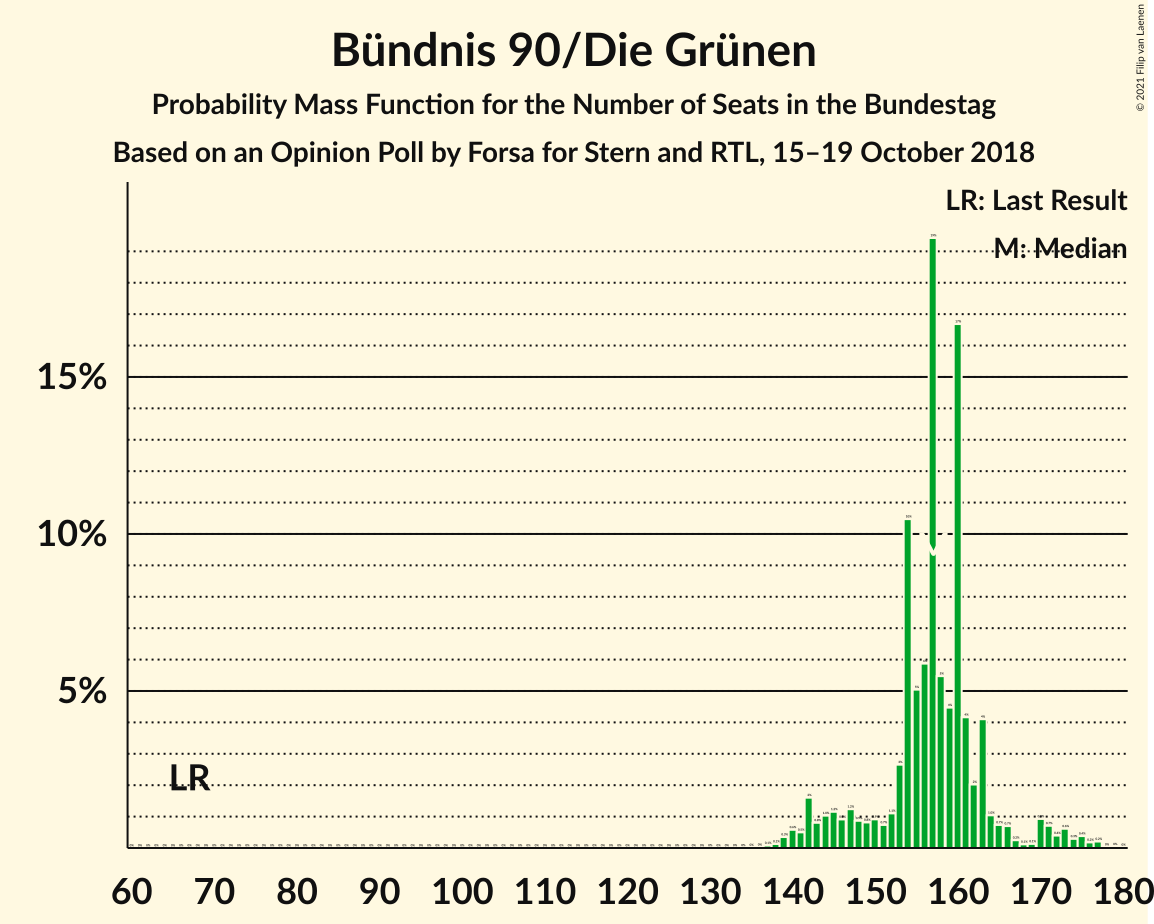 Bündnis 90/Die Grünen
Probability Mass Function for the Number of Seats in the Bundestag
Based on an Opinion Poll by Forsa for Stern and RTL, 15–19 October 2018
© 2021 Filip van Laenen
LR: Last Result
M: Median
15%
10%
5%
LR
60 70 80 90 100 110 120 130 140 150 160 170 180